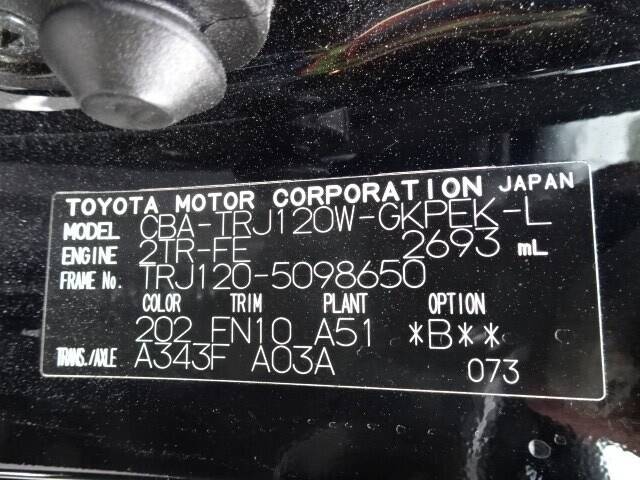 TOYOTA MOTOR CORPORATION JAPAN
MODEL CBA-TRJ120W-GKPEK-L
ENGINE 2TR-FE 2693 mL
FRAME No. TRJ120-5098650
COLOR TRIM PLANT OPTION
202 FN10 A51 *B**
TRANS./AXLE A343F A03A 073